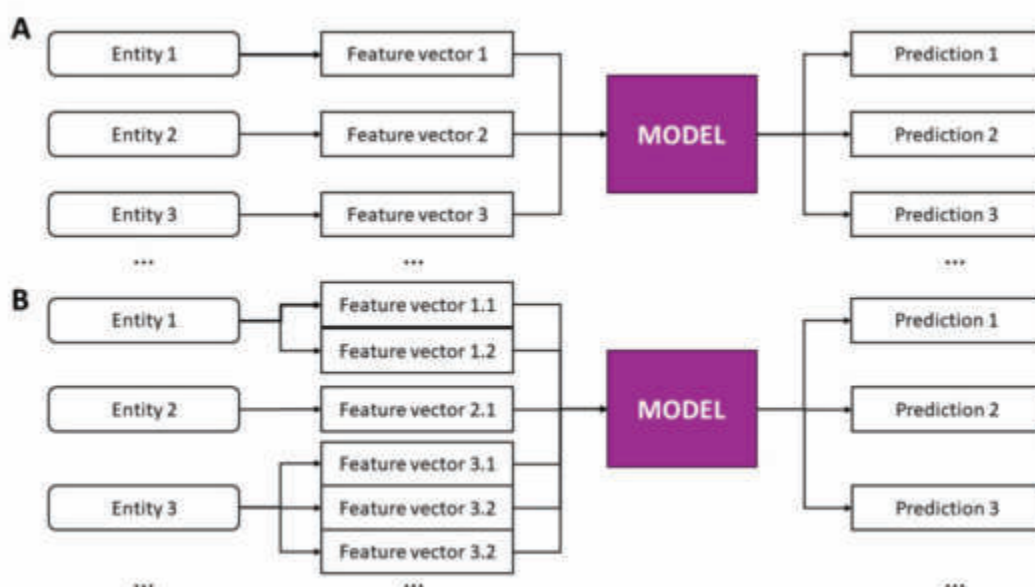 A
Entity 1
Feature vector 1
Prediction 1
Entity 2
Feature vector 2
MODEL
Prediction 2
Entity 3
Feature vector 3
Prediction 3
... ... ...
B
Entity 1
Feature vector 1.1
Prediction 1
Feature vector 1.2
Entity 2
Feature vector 2.1
MODEL
Prediction 2
Feature vector 3.1
Entity 3
Feature vector 3.2
Prediction 3
Feature vector 3.2
... ... ...